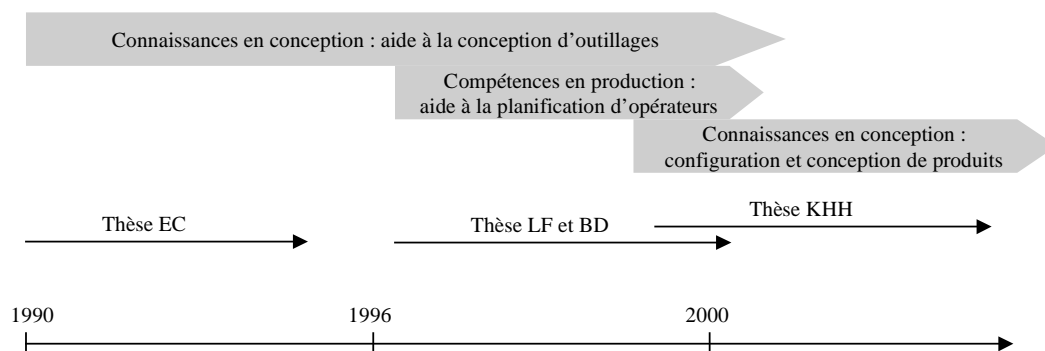 Connaissances en conception : aide à la conception d’outillages
Compétences en production :
aide à la planification d’opérateurs
Connaissances en conception :
configuration et conception de produits
Thèse EC
Thèse LF et BD
Thèse KHH
1990
1996
2000